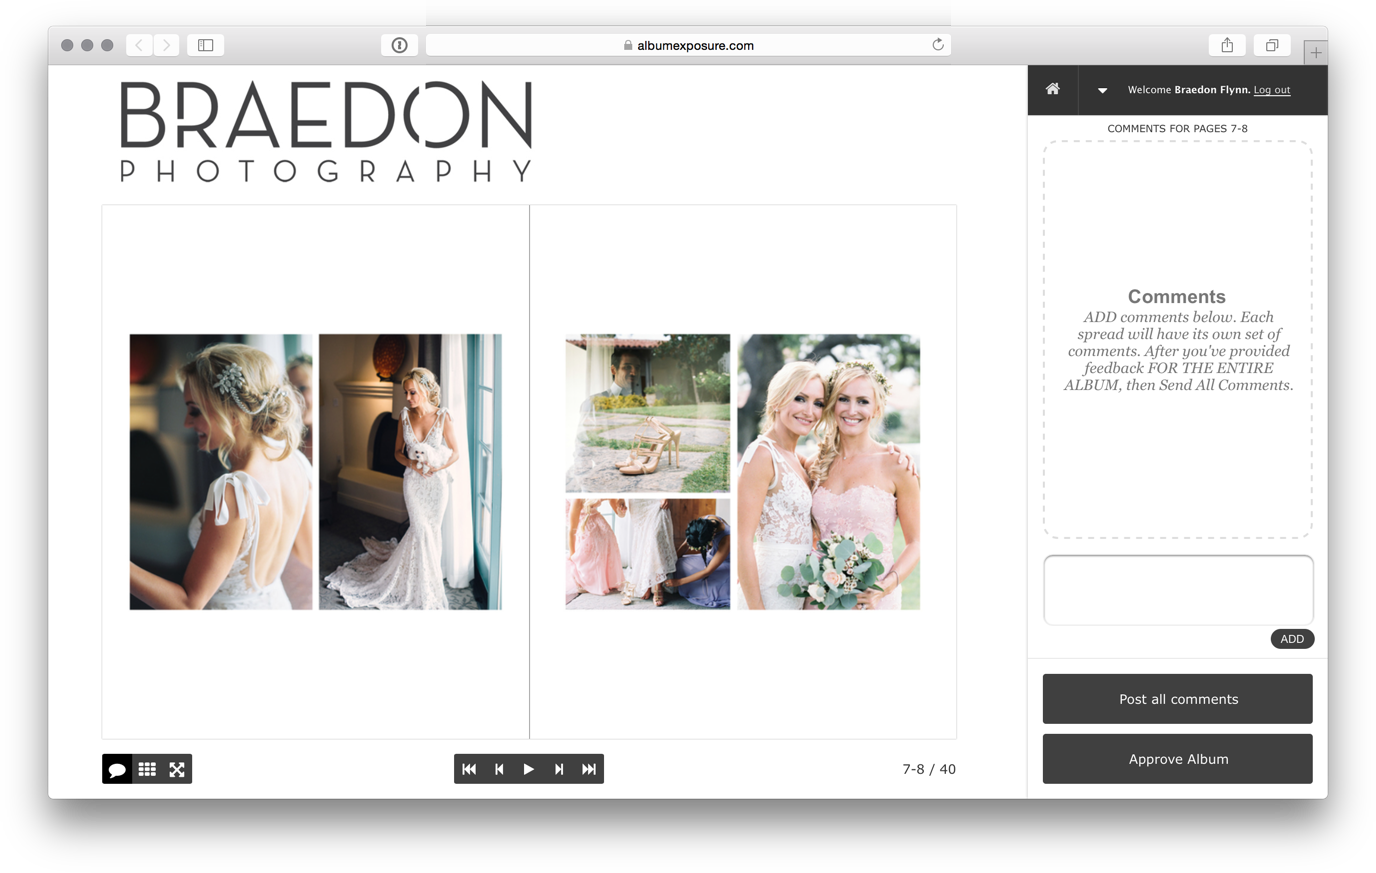 albumexposure.com
BRAEDON
PHOTOGRAPHY
Welcome Braedon Flynn. Log out
COMMENTS FOR PAGES 7-8
Comments
ADD comments below. Each
spread will have its own set of
comments. After you've provided
feedback FOR THE ENTIRE
ALBUM, then Send All Comments.
ADD
Post all comments
Approve Album
7-8 / 40